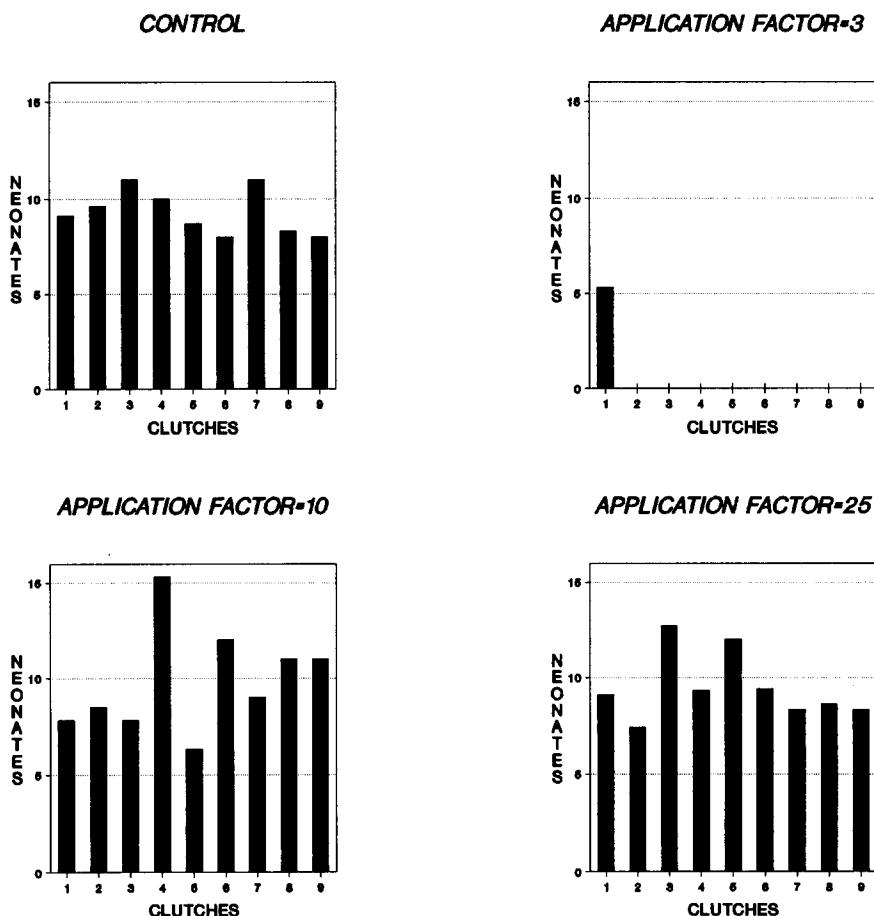 CONTROL
15
10
5
0
NEONATES
1 2 3 4 5 6 7 8 9
CLUTCHES
APPLICATION FACTOR=3
15
10
5
0
NEONATES
1 2 3 4 5 6 7 8 9
CLUTCHES
APPLICATION FACTOR=10
15
10
5
0
NEONATES
1 2 3 4 5 6 7 8 9
CLUTCHES
APPLICATION FACTOR=25
15
10
5
0
NEONATES
1 2 3 4 5 6 7 8 9
CLUTCHES